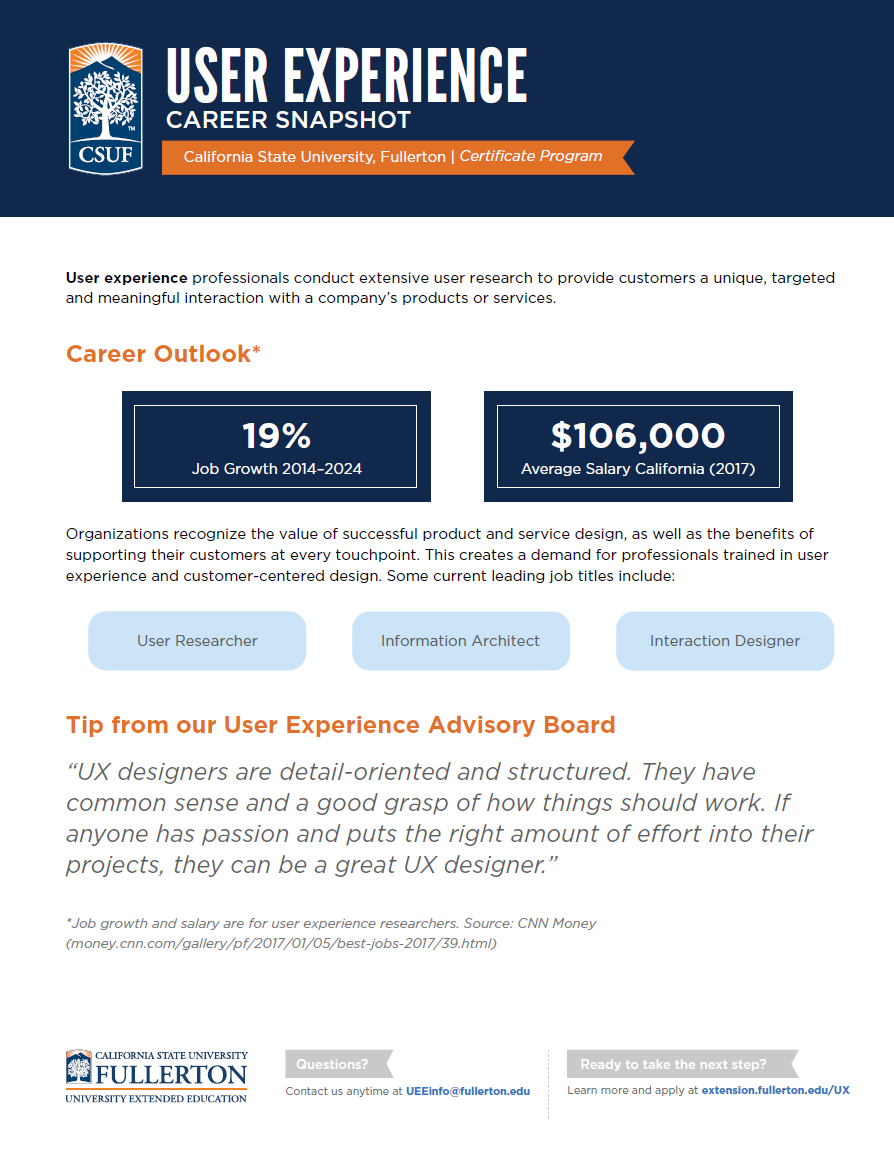 USER EXPERIENCE
CAREER SNAPSHOT
™
CSUF
California State University, Fullerton | Certificate Program
User experience professionals conduct extensive user research to provide customers a unique, targeted
and meaningful interaction with a company’s products or services.
Career Outlook*
19%
Job Growth 2014–2024
$106,000
Average Salary California (2017)
Organizations recognize the value of successful product and service design, as well as the benefits of
supporting their customers at every touchpoint. This creates a demand for professionals trained in user
experience and customer-centered design. Some current leading job titles include:
User Researcher
Information Architect
Interaction Designer
Tip from our User Experience Advisory Board
“UX designers are detail-oriented and structured. They have
common sense and a good grasp of how things should work. If
anyone has passion and puts the right amount of effort into their
projects, they can be a great UX designer.”
*Job growth and salary are for user experience researchers. Source: CNN Money
(money.cnn.com/gallery/pf/2017/01/05/best-jobs-2017/39.html)
CALIFORNIA STATE UNIVERSITY
FULLERTON
UNIVERSITY EXTENDED EDUCATION
Questions?
Contact us anytime at UEEinfo@fullerton.edu
Ready to take the next step?
Learn more and apply at extension.fullerton.edu/UX